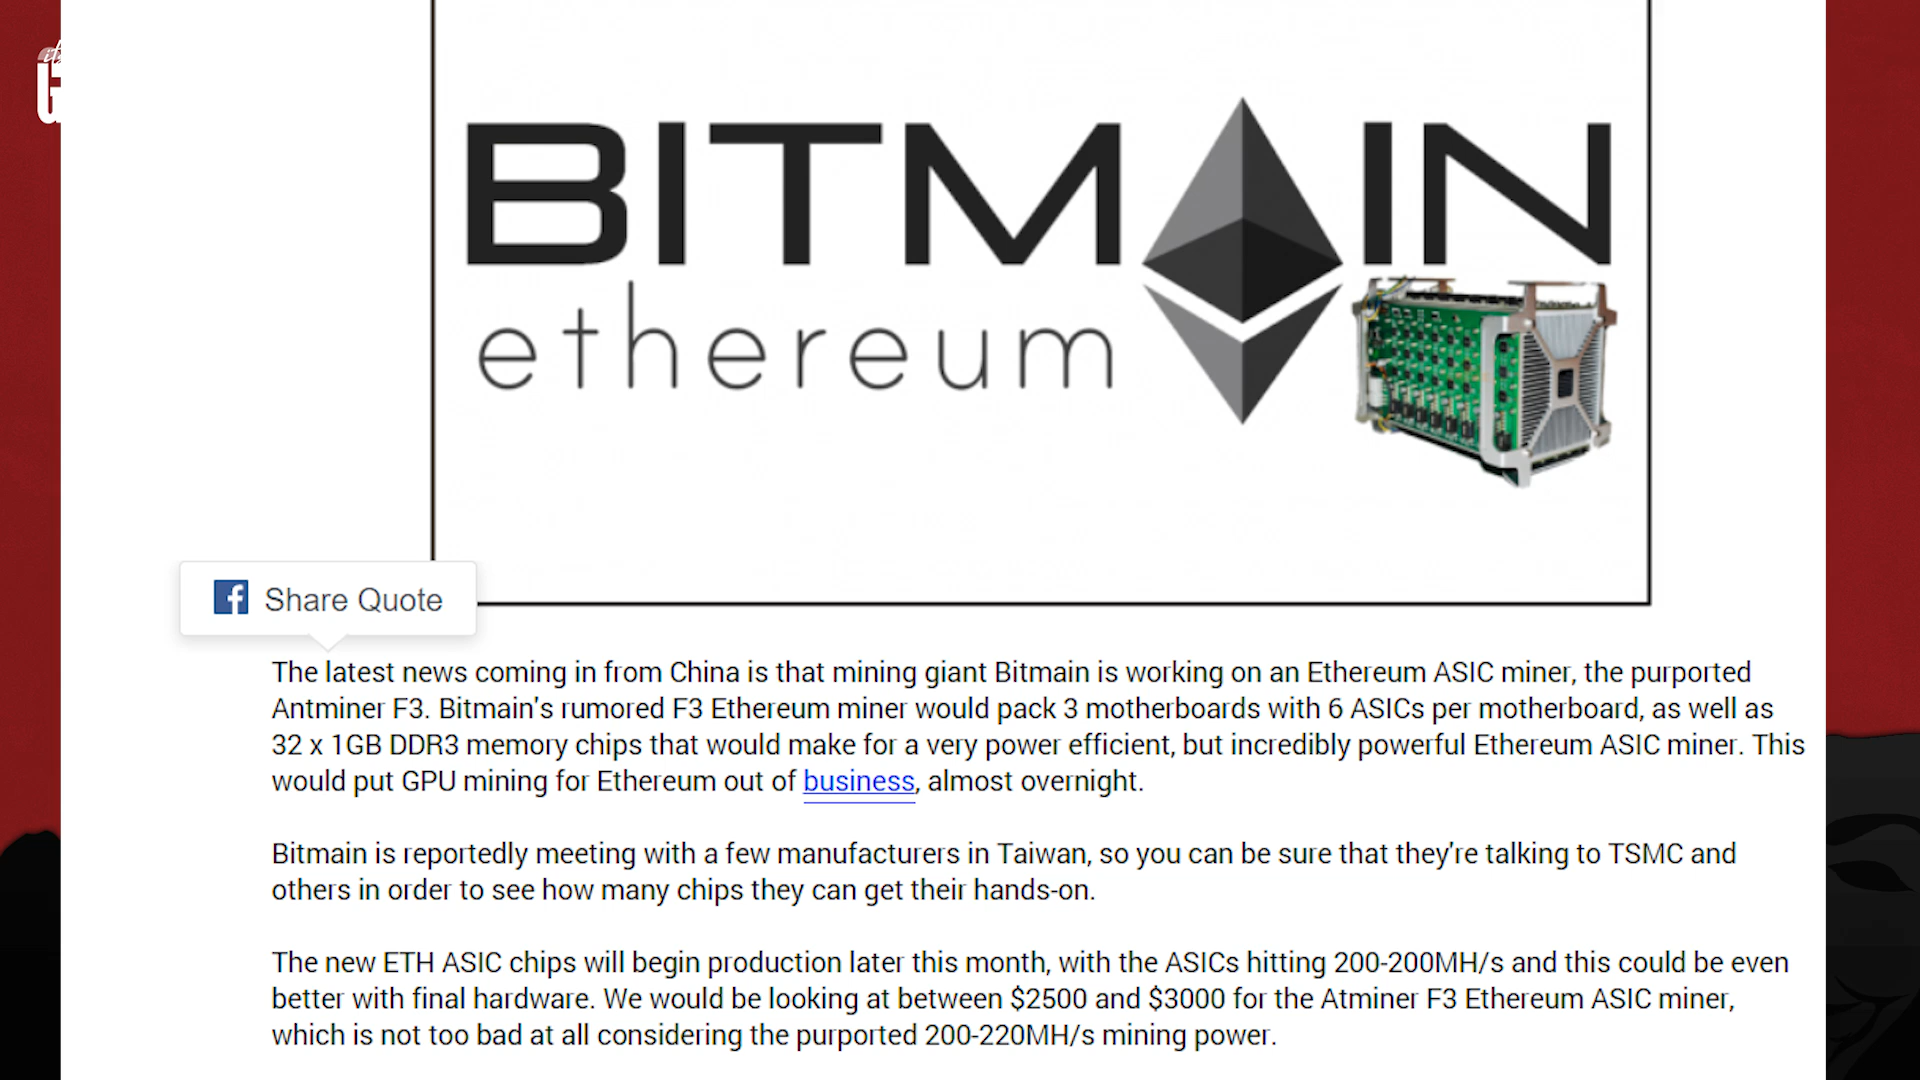 BITMAIN
ethereum
Share Quote
The latest news coming in from China is that mining giant Bitmain is working on an Ethereum ASIC miner, the purported
Antminer F3. Bitmain's rumored F3 Ethereum miner would pack 3 motherboards with 6 ASICs per motherboard, as well as
32 x 1GB DDR3 memory chips that would make for a very power efficient, but incredibly powerful Ethereum ASIC miner. This
would put GPU mining for Ethereum out of business, almost overnight.
Bitmain is reportedly meeting with a few manufacturers in Taiwan, so you can be sure that they're talking to TSMC and
others in order to see how many chips they can get their hands-on.
The new ETH ASIC chips will begin production later this month, with the ASICs hitting 200-200MH/s and this could be even
better with final hardware. We would be looking at between $2500 and $3000 for the Atminer F3 Ethereum ASIC miner,
which is not too bad at all considering the purported 200-220MH/s mining power.